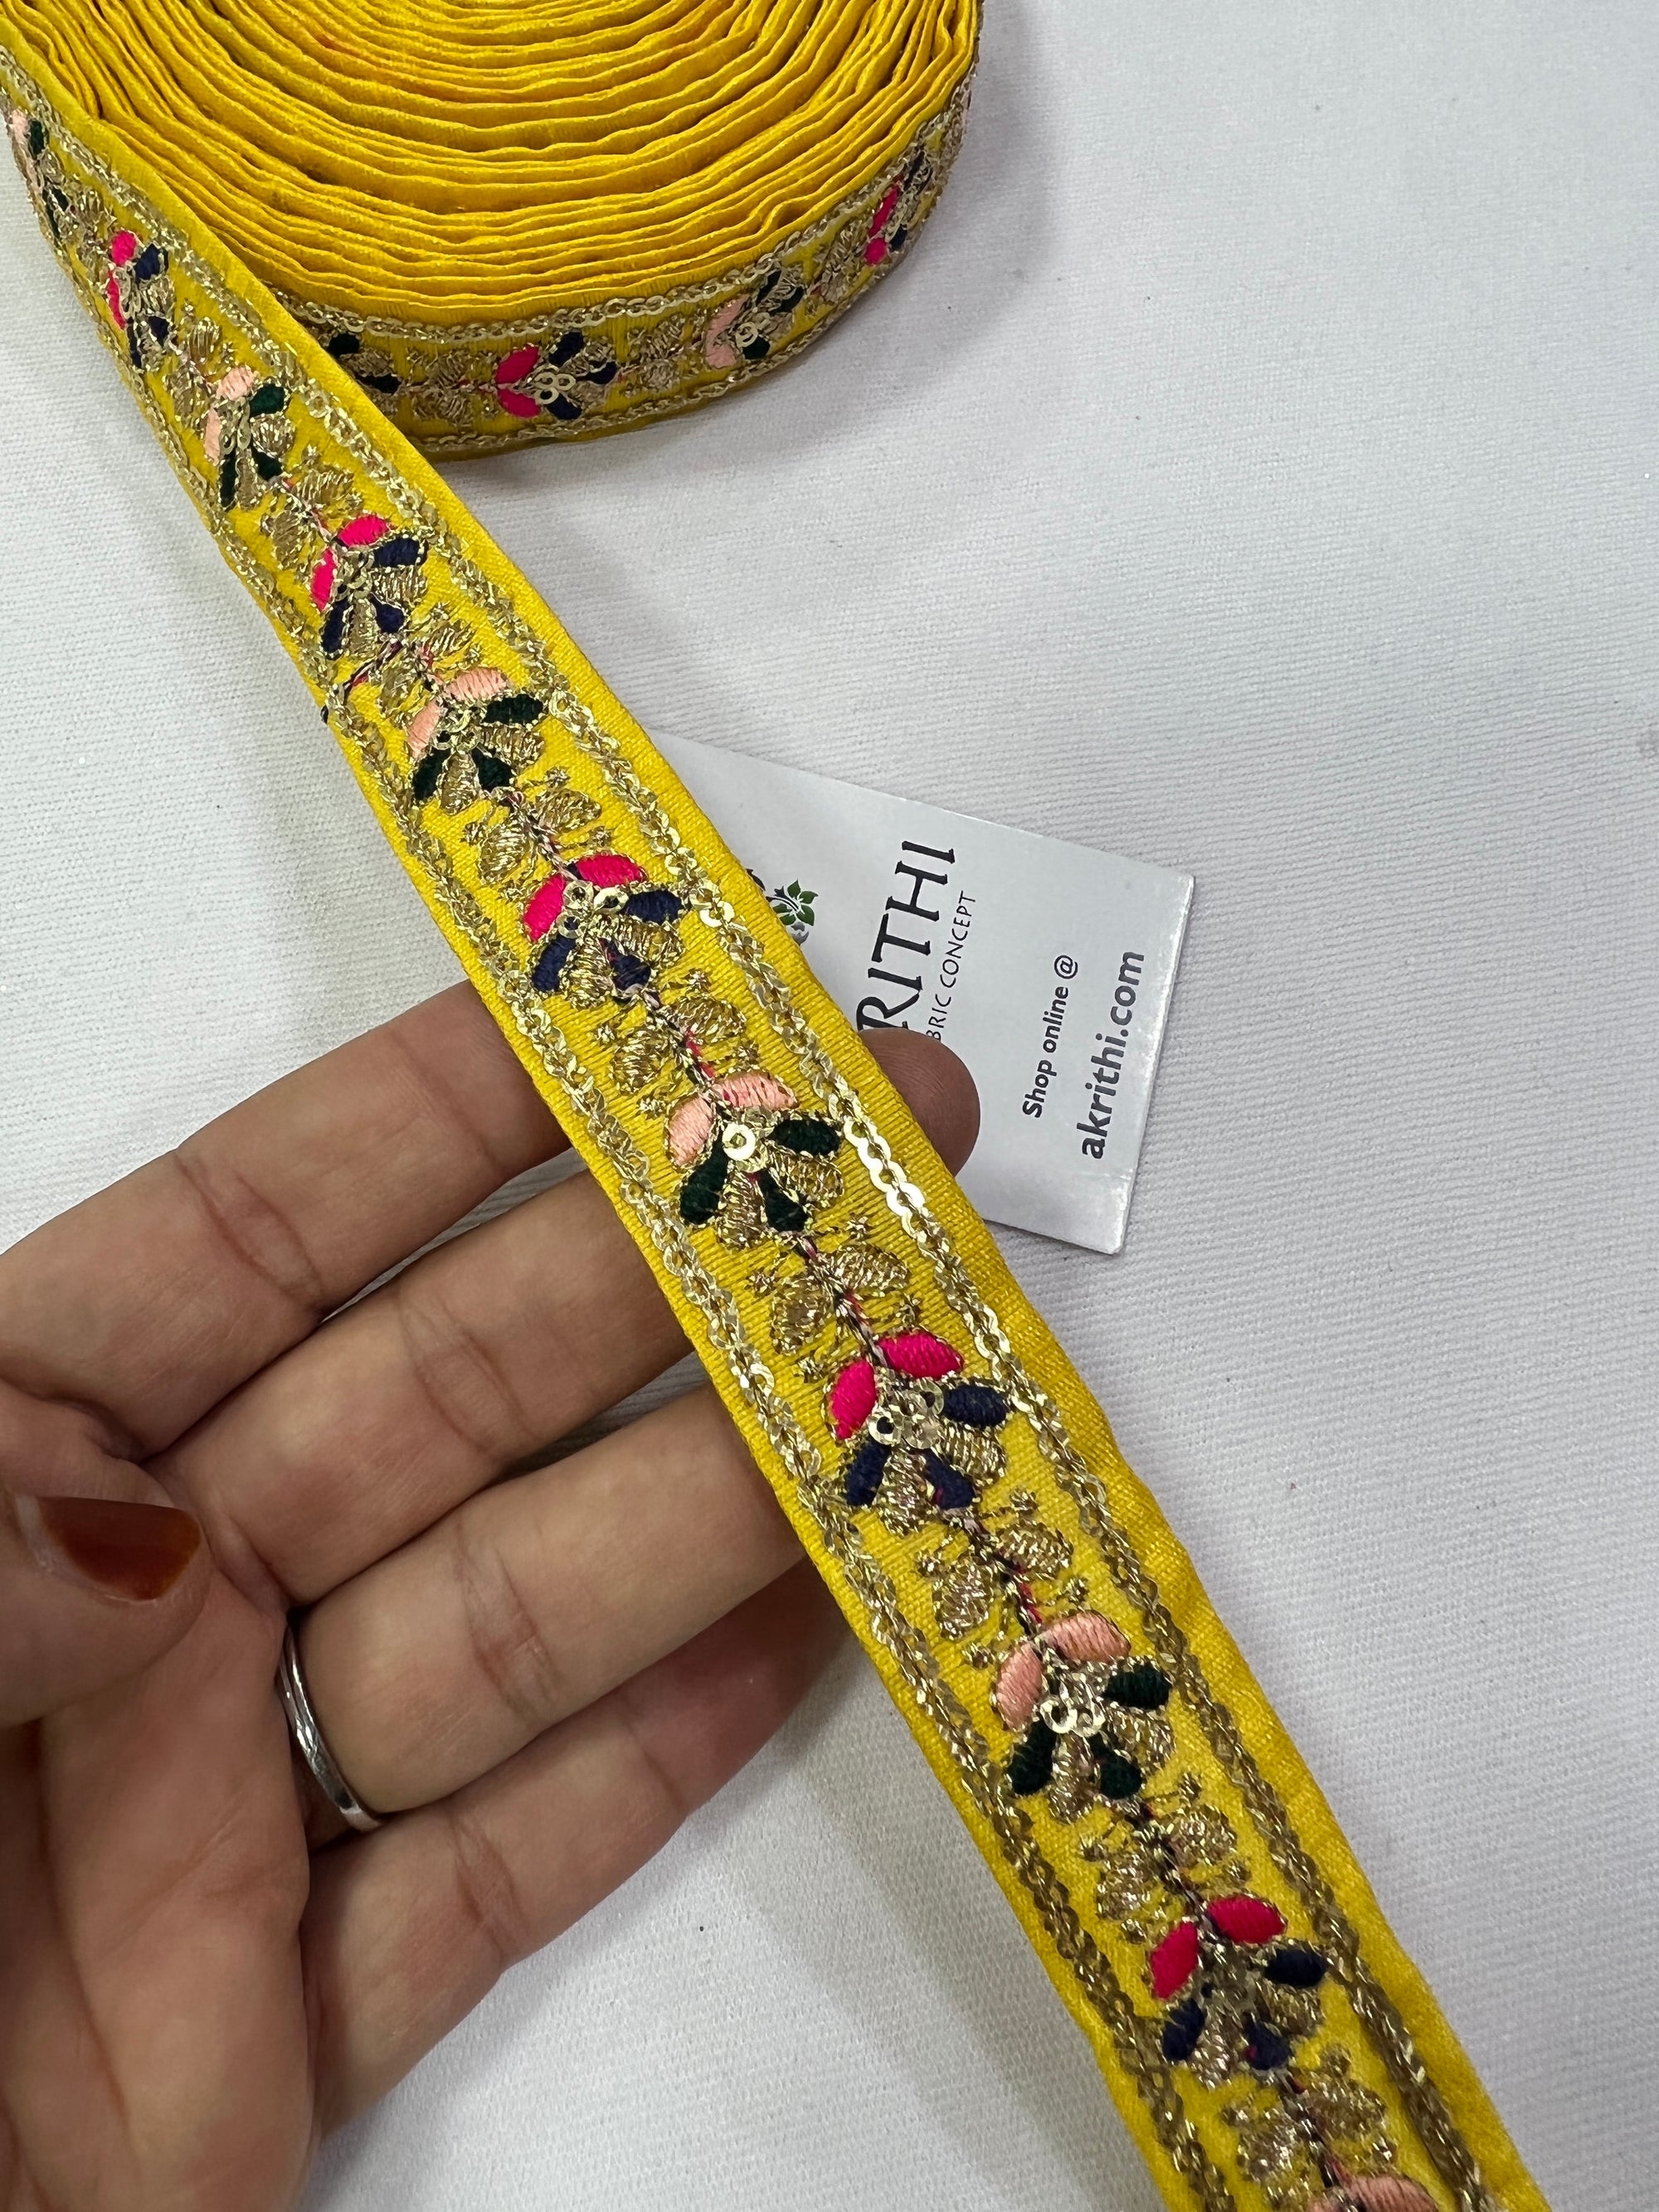 RITHI
BRIC CONCEPT
Shop online @
akrithi.com